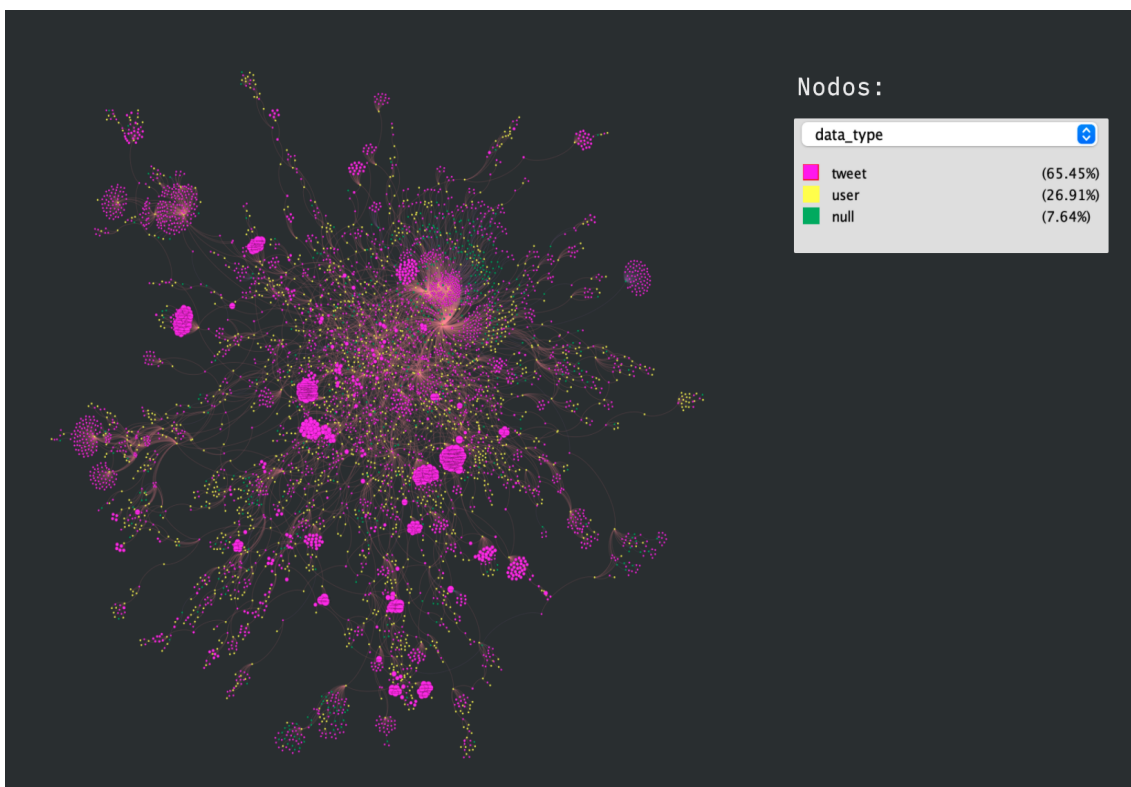 Nodos:
data_type
tweet (65.45%)
user (26.91%)
null (7.64%)